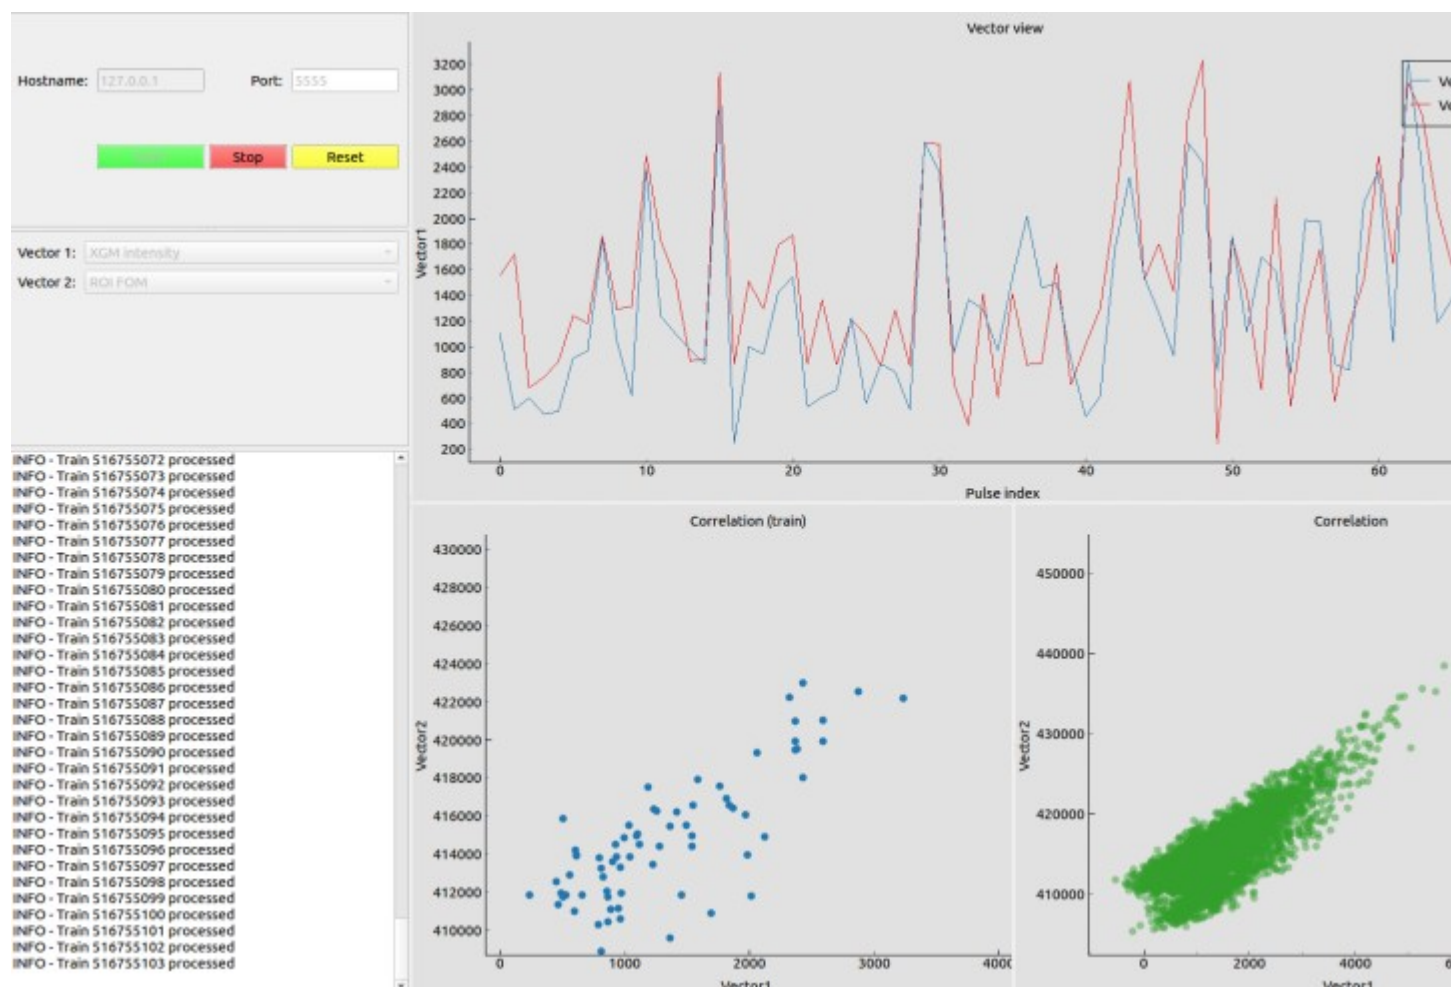 Hostname: 127.0.0.1 Port: 5555
Stop Reset
Vector 1: XGM intensity
Vector 2: ROI FOM
INFO - Train 516755072 processed
INFO - Train 516755073 processed
INFO - Train 516755074 processed
INFO - Train 516755075 processed
INFO - Train 516755076 processed
INFO - Train 516755077 processed
INFO - Train 516755078 processed
INFO - Train 516755079 processed
INFO - Train 516755080 processed
INFO - Train 516755081 processed
INFO - Train 516755082 processed
INFO - Train 516755083 processed
INFO - Train 516755084 processed
INFO - Train 516755085 processed
INFO - Train 516755086 processed
INFO - Train 516755087 processed
INFO - Train 516755088 processed
INFO - Train 516755089 processed
INFO - Train 516755090 processed
INFO - Train 516755091 processed
INFO - Train 516755092 processed
INFO - Train 516755093 processed
INFO - Train 516755094 processed
INFO - Train 516755095 processed
INFO - Train 516755096 processed
INFO - Train 516755097 processed
INFO - Train 516755098 processed
INFO - Train 516755099 processed
INFO - Train 516755100 processed
INFO - Train 516755101 processed
INFO - Train 516755102 processed
INFO - Train 516755103 processed
Vector view
Ve
Ve
Vector1
3200
3000
2800
2600
2400
2200
2000
1800
1600
1400
1200
1000
800
600
400
200
0 10 20 30 40 50 60
Pulse index
Correlation (train)
Vector2
430000
428000
426000
424000
422000
420000
418000
416000
414000
412000
410000
0 1000 2000 3000 4000
Vector1
Correlation
Vector2
450000
440000
430000
420000
410000
0 2000 4000 6
Vector1